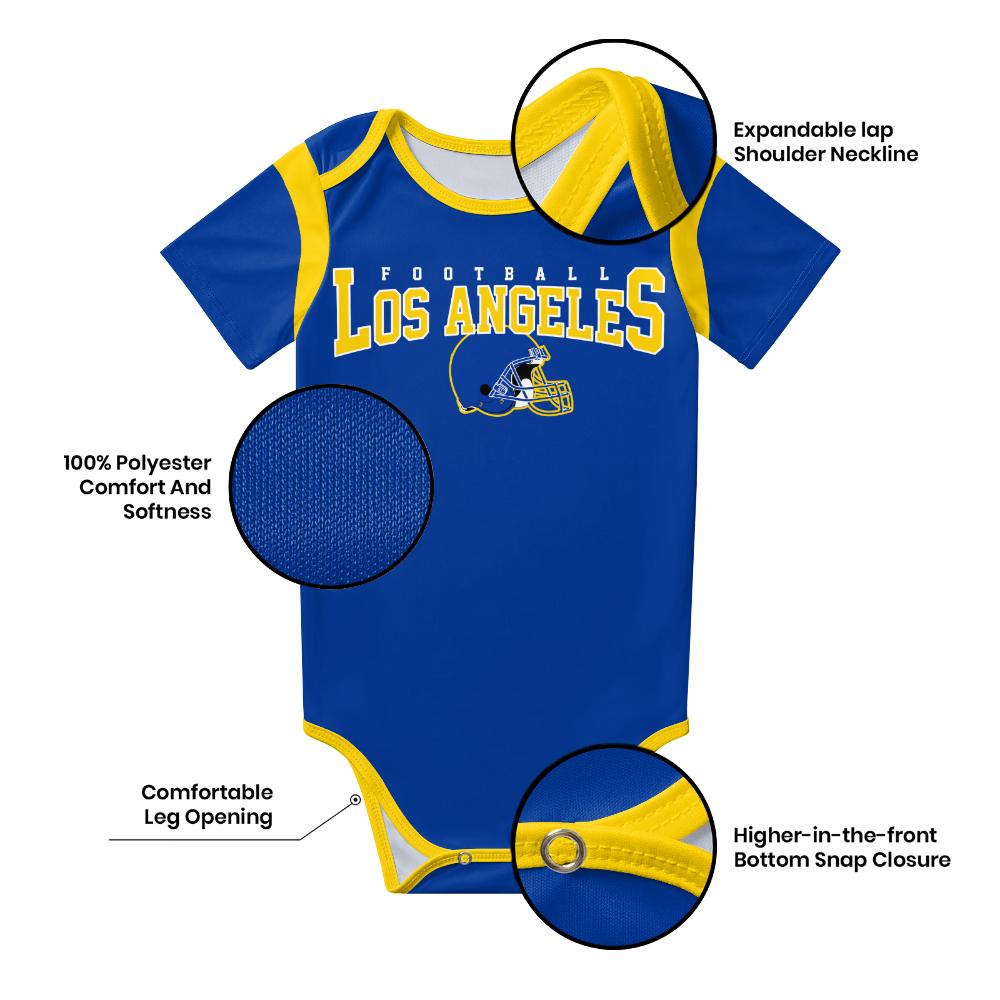 Expandable lap
Shoulder Neckline
FOOTBALL
LOS ANGELES
100% Polyester
Comfort And
Softness
Comfortable
Leg Opening
Higher-in-the-front
Bottom Snap Closure